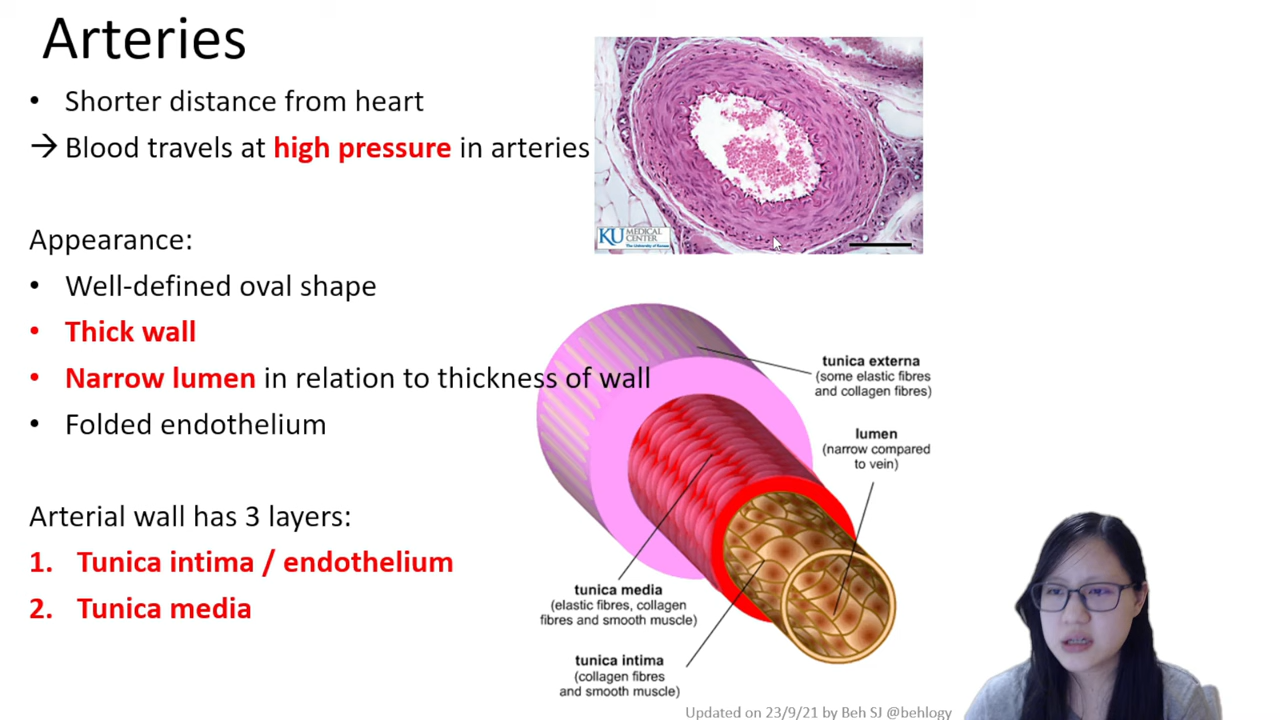 Arteries
• Shorter distance from heart
→ Blood travels at high pressure in arteries
Appearance:
• Well-defined oval shape
• Thick wall
• Narrow lumen in relation to thickness of wall
• Folded endothelium
Arterial wall has 3 layers:
1. Tunica intima / endothelium
2. Tunica media
KU MEDICAL
CENTER
The University of Kansas
tunica externa
(some elastic fibres
and collagen fibres)
lumen
(narrow compared
to vein)
tunica media
(elastic fibres, collagen
fibres and smooth muscle)
tunica intima
(collagen fibres
and smooth muscle)
Updated on 23/9/21 by Beh SJ @behlogy